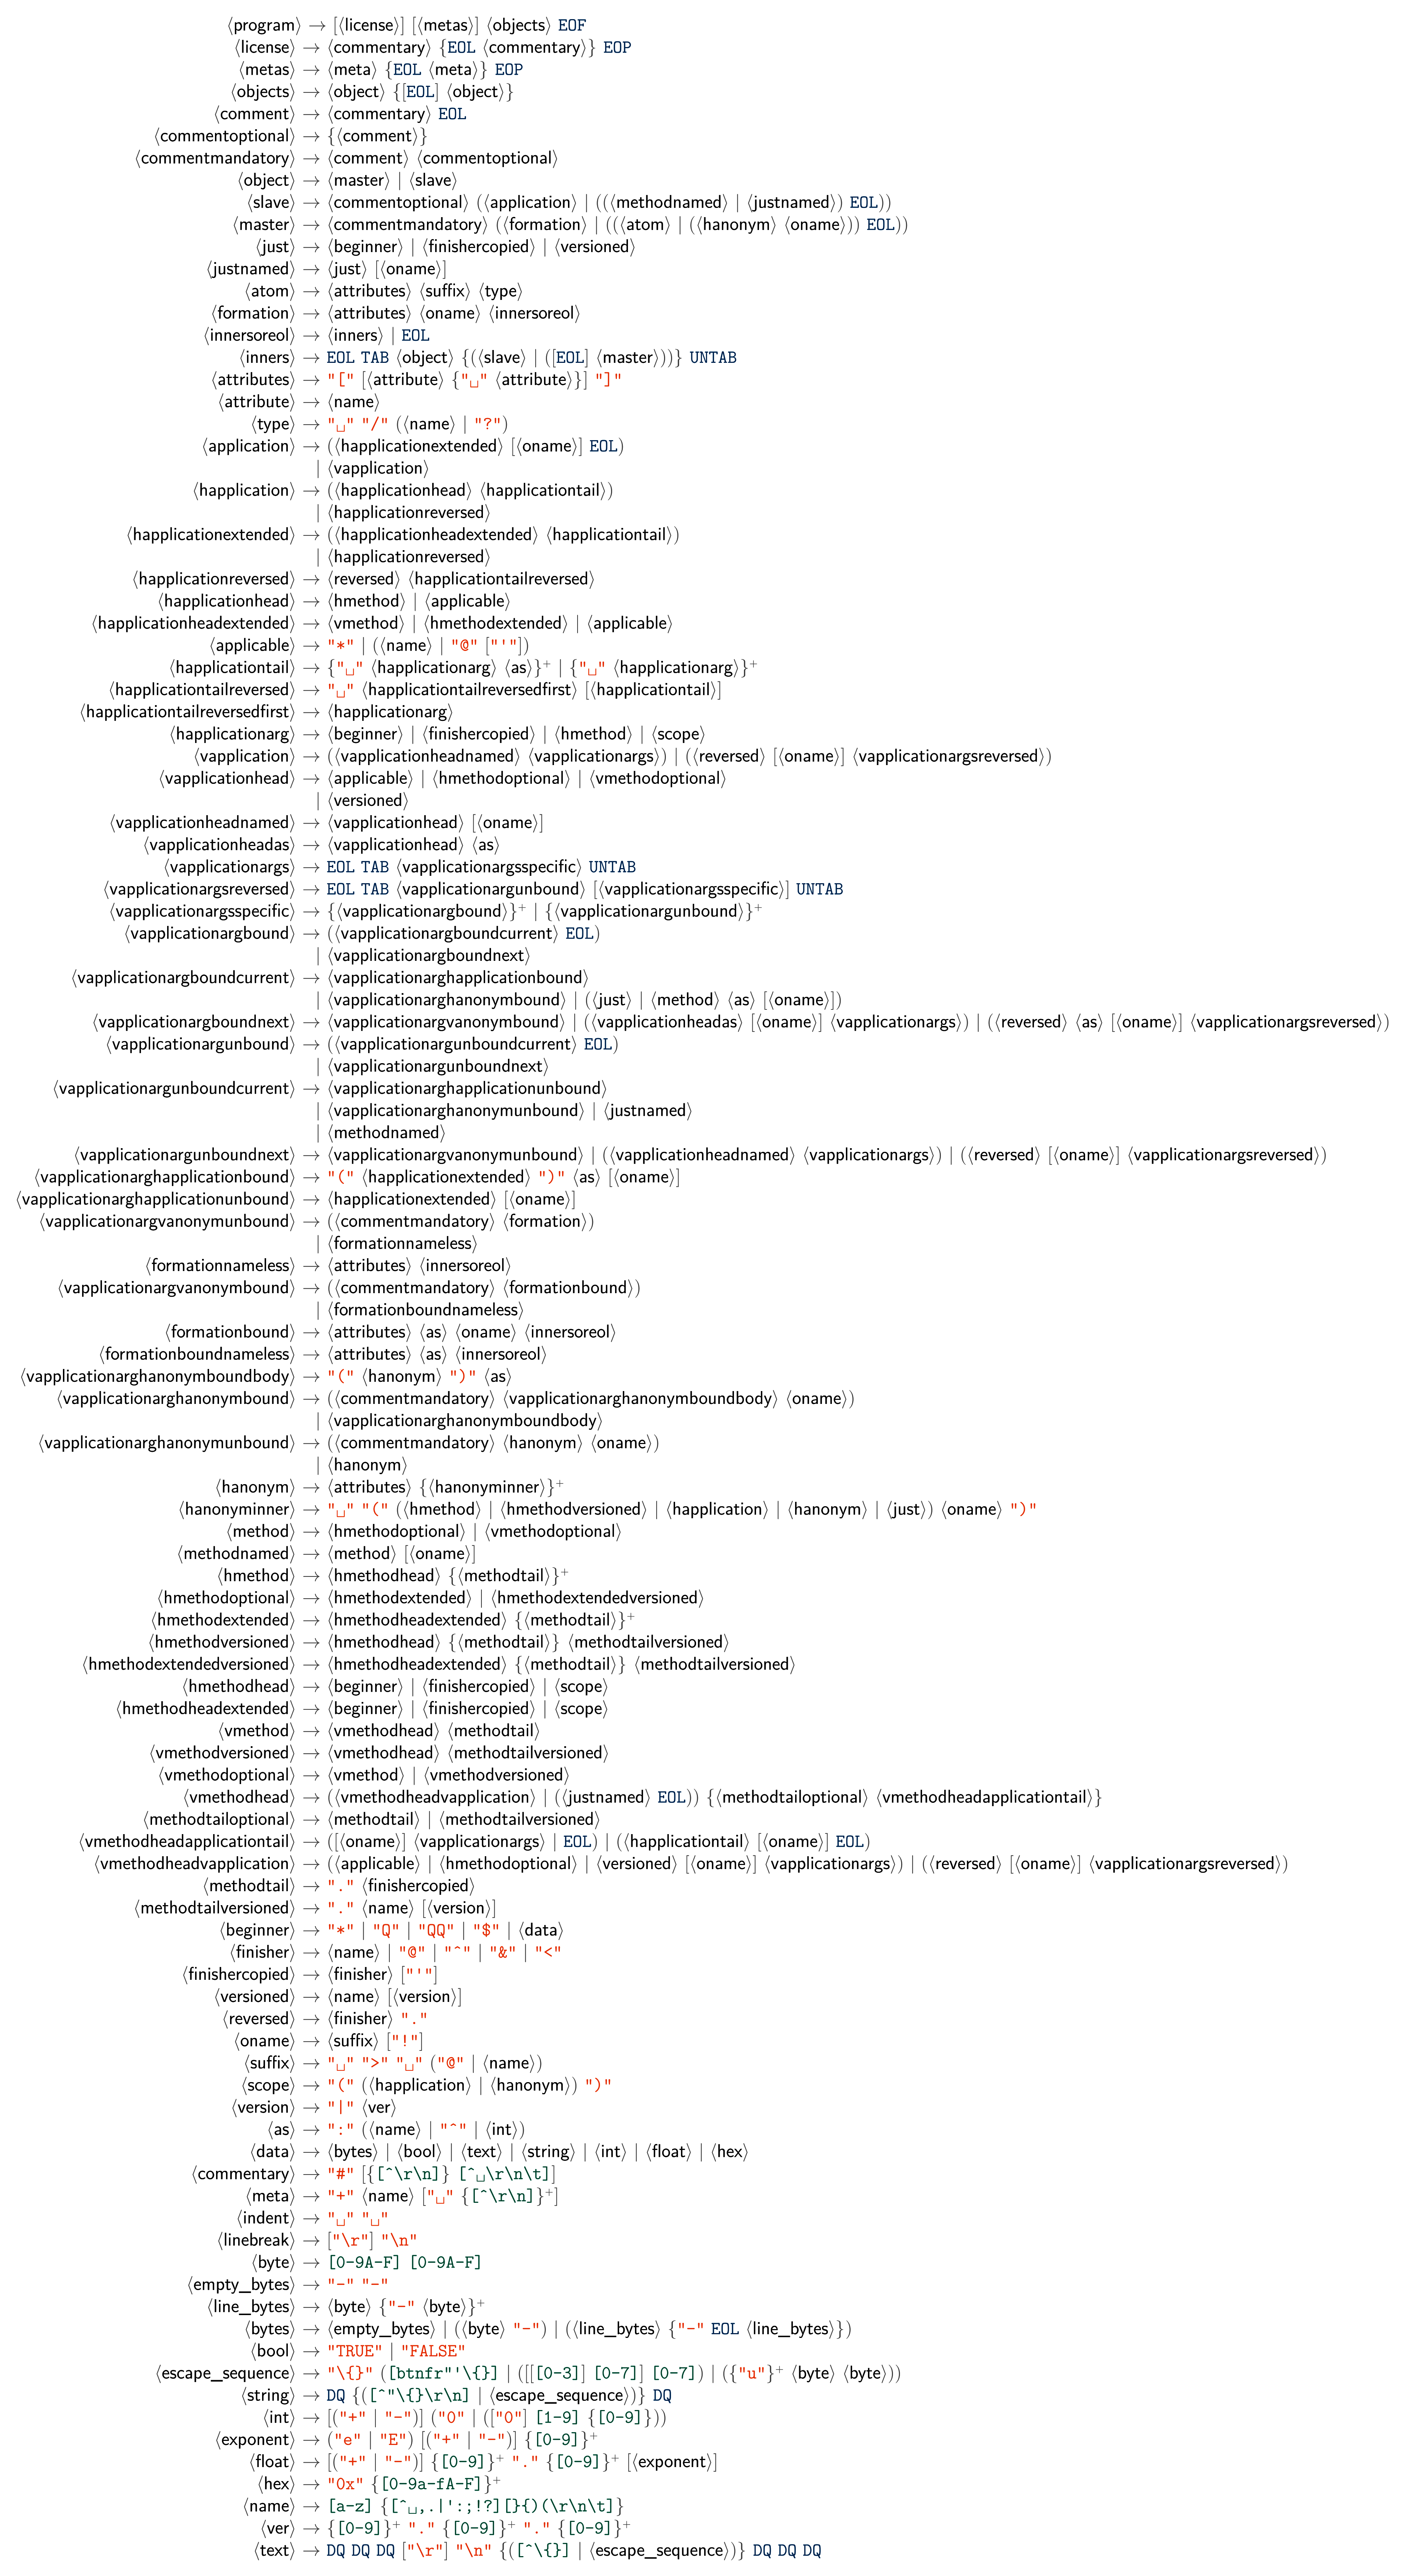 ⟨program⟩ → [⟨license⟩] [⟨metas⟩] ⟨objects⟩ EOF
⟨license⟩ → ⟨commentary⟩ {EOL ⟨commentary⟩} EOP
⟨metas⟩ → ⟨meta⟩ {EOL ⟨meta⟩} EOP
⟨objects⟩ → ⟨object⟩ {[EOL] ⟨object⟩}
⟨comment⟩ → ⟨commentary⟩ EOL
⟨commentoptional⟩ → {⟨comment⟩}
⟨commentmandatory⟩ → ⟨comment⟩ ⟨commentoptional⟩
⟨object⟩ → ⟨master⟩ | ⟨slave⟩
⟨slave⟩ → ⟨commentoptional⟩ (⟨application⟩ | ((⟨methodnamed⟩ | ⟨justnamed⟩) EOL))
⟨master⟩ → ⟨commentmandatory⟩ (⟨formation⟩ | ((⟨atom⟩ | (⟨hanonym⟩ ⟨oname⟩)) EOL))
⟨just⟩ → ⟨beginner⟩ | ⟨finishercopied⟩ | ⟨versioned⟩
⟨justnamed⟩ → ⟨just⟩ [⟨oname⟩]
⟨atom⟩ → ⟨attributes⟩ ⟨suffix⟩ ⟨type⟩
⟨formation⟩ → ⟨attributes⟩ ⟨oname⟩ ⟨innersoreol⟩
⟨innersoreol⟩ → ⟨inners⟩ | EOL
⟨inners⟩ → EOL TAB ⟨object⟩ {(⟨slave⟩ | ([EOL] ⟨master⟩))} UNTAB
⟨attributes⟩ → "[" [⟨attribute⟩ {"␣" ⟨attribute⟩}] "]"
⟨attribute⟩ → ⟨name⟩
⟨type⟩ → "␣" "/" (⟨name⟩ | "?")
⟨application⟩ → (⟨happlicationextended⟩ [⟨oname⟩] EOL)
| ⟨vapplication⟩
⟨happlication⟩ → (⟨happlicationhead⟩ ⟨happlicationtail⟩)
| ⟨happlicationreversed⟩
⟨happlicationextended⟩ → (⟨happlicationheadextended⟩ ⟨happlicationtail⟩)
| ⟨happlicationreversed⟩
⟨happlicationreversed⟩ → ⟨reversed⟩ ⟨happlicationtailreversed⟩
⟨happlicationhead⟩ → ⟨hmethod⟩ | ⟨applicable⟩
⟨happlicationheadextended⟩ → ⟨vmethod⟩ | ⟨hmethodextended⟩ | ⟨applicable⟩
⟨applicable⟩ → "*" | (⟨name⟩ | "@" ["'"])
⟨happlicationtail⟩ → {"␣" ⟨happlicationarg⟩ ⟨as⟩}⁺ | {"␣" ⟨happlicationarg⟩}⁺
⟨happlicationtailreversed⟩ → "␣" ⟨happlicationtailreversedfirst⟩ [⟨happlicationtail⟩]
⟨happlicationtailreversedfirst⟩ → ⟨happlicationarg⟩
⟨happlicationarg⟩ → ⟨beginner⟩ | ⟨finishercopied⟩ | ⟨hmethod⟩ | ⟨scope⟩
⟨vapplication⟩ → (⟨vapplicationheadnamed⟩ ⟨vapplicationargs⟩) | (⟨reversed⟩ [⟨oname⟩] ⟨vapplicationargsreversed⟩)
⟨vapplicationhead⟩ → ⟨applicable⟩ | ⟨hmethodoptional⟩ | ⟨vmethodoptional⟩
| ⟨versioned⟩
⟨vapplicationheadnamed⟩ → ⟨vapplicationhead⟩ [⟨oname⟩]
⟨vapplicationheadas⟩ → ⟨vapplicationhead⟩ ⟨as⟩
⟨vapplicationargs⟩ → EOL TAB ⟨vapplicationargsspecific⟩ UNTAB
⟨vapplicationargsreversed⟩ → EOL TAB ⟨vapplicationargunbound⟩ [⟨vapplicationargsspecific⟩] UNTAB
⟨vapplicationargsspecific⟩ → {⟨vapplicationargbound⟩}⁺ | {⟨vapplicationargunbound⟩}⁺
⟨vapplicationargbound⟩ → (⟨vapplicationargboundcurrent⟩ EOL)
| ⟨vapplicationargboundnext⟩
⟨vapplicationargboundcurrent⟩ → ⟨vapplicationarghapplicationbound⟩
| ⟨vapplicationarghanonymbound⟩ | (⟨just⟩ | ⟨method⟩ ⟨as⟩ [⟨oname⟩])
⟨vapplicationargboundnext⟩ → ⟨vapplicationargvanonymbound⟩ | (⟨vapplicationheadas⟩ [⟨oname⟩] ⟨vapplicationargs⟩) | (⟨reversed⟩ ⟨as⟩ [⟨oname⟩] ⟨vapplicationargsreversed⟩)
⟨vapplicationargunbound⟩ → (⟨vapplicationargunboundcurrent⟩ EOL)
| ⟨vapplicationargunboundnext⟩
⟨vapplicationargunboundcurrent⟩ → ⟨vapplicationarghapplicationunbound⟩
| ⟨vapplicationarghanonymunbound⟩ | ⟨justnamed⟩
| ⟨methodnamed⟩
⟨vapplicationargunboundnext⟩ → ⟨vapplicationargvanonymunbound⟩ | (⟨vapplicationheadnamed⟩ ⟨vapplicationargs⟩) | (⟨reversed⟩ [⟨oname⟩] ⟨vapplicationargsreversed⟩)
⟨vapplicationarghapplicationbound⟩ → "(" ⟨happlicationextended⟩ ")" ⟨as⟩ [⟨oname⟩]
⟨vapplicationarghapplicationunbound⟩ → ⟨happlicationextended⟩ [⟨oname⟩]
⟨vapplicationargvanonymunbound⟩ → (⟨commentmandatory⟩ ⟨formation⟩)
| ⟨formationnameless⟩
⟨formationnameless⟩ → ⟨attributes⟩ ⟨innersoreol⟩
⟨vapplicationargvanonymbound⟩ → (⟨commentmandatory⟩ ⟨formationbound⟩)
| ⟨formationboundnameless⟩
⟨formationbound⟩ → ⟨attributes⟩ ⟨as⟩ ⟨oname⟩ ⟨innersoreol⟩
⟨formationboundnameless⟩ → ⟨attributes⟩ ⟨as⟩ ⟨innersoreol⟩
⟨vapplicationarghanonymboundbody⟩ → "(" ⟨hanonym⟩ ")" ⟨as⟩
⟨vapplicationarghanonymbound⟩ → (⟨commentmandatory⟩ ⟨vapplicationarghanonymboundbody⟩ ⟨oname⟩)
| ⟨vapplicationarghanonymboundbody⟩
⟨vapplicationarghanonymunbound⟩ → (⟨commentmandatory⟩ ⟨hanonym⟩ ⟨oname⟩)
| ⟨hanonym⟩
⟨hanonym⟩ → ⟨attributes⟩ {⟨hanonyminner⟩}⁺
⟨hanonyminner⟩ → "␣" "(" (⟨hmethod⟩ | ⟨hmethodversioned⟩ | ⟨happlication⟩ | ⟨hanonym⟩ | ⟨just⟩) ⟨oname⟩ ")"
⟨method⟩ → ⟨hmethodoptional⟩ | ⟨vmethodoptional⟩
⟨methodnamed⟩ → ⟨method⟩ [⟨oname⟩]
⟨hmethod⟩ → ⟨hmethodhead⟩ {⟨methodtail⟩}⁺
⟨hmethodoptional⟩ → ⟨hmethodextended⟩ | ⟨hmethodextendedversioned⟩
⟨hmethodextended⟩ → ⟨hmethodheadextended⟩ {⟨methodtail⟩}⁺
⟨hmethodversioned⟩ → ⟨hmethodhead⟩ {⟨methodtail⟩} ⟨methodtailversioned⟩
⟨hmethodextendedversioned⟩ → ⟨hmethodheadextended⟩ {⟨methodtail⟩} ⟨methodtailversioned⟩
⟨hmethodhead⟩ → ⟨beginner⟩ | ⟨finishercopied⟩ | ⟨scope⟩
⟨hmethodheadextended⟩ → ⟨beginner⟩ | ⟨finishercopied⟩ | ⟨scope⟩
⟨vmethod⟩ → ⟨vmethodhead⟩ ⟨methodtail⟩
⟨vmethodversioned⟩ → ⟨vmethodhead⟩ ⟨methodtailversioned⟩
⟨vmethodoptional⟩ → ⟨vmethod⟩ | ⟨vmethodversioned⟩
⟨vmethodhead⟩ → (⟨vmethodheadvapplication⟩ | (⟨justnamed⟩ EOL)) {⟨methodtailoptional⟩ ⟨vmethodheadapplicationtail⟩}
⟨methodtailoptional⟩ → ⟨methodtail⟩ | ⟨methodtailversioned⟩
⟨vmethodheadapplicationtail⟩ → ([⟨oname⟩] ⟨vapplicationargs⟩ | EOL) | (⟨happlicationtail⟩ [⟨oname⟩] EOL)
⟨vmethodheadvapplication⟩ → (⟨applicable⟩ | ⟨hmethodoptional⟩ | ⟨versioned⟩ [⟨oname⟩] ⟨vapplicationargs⟩) | (⟨reversed⟩ [⟨oname⟩] ⟨vapplicationargsreversed⟩)
⟨methodtail⟩ → "." ⟨finishercopied⟩
⟨methodtailversioned⟩ → "." ⟨name⟩ [⟨version⟩]
⟨beginner⟩ → "*" | "Q" | "QQ" | "$" | ⟨data⟩
⟨finisher⟩ → ⟨name⟩ | "@" | "^" | "&" | "<"
⟨finishercopied⟩ → ⟨finisher⟩ ["'"]
⟨versioned⟩ → ⟨name⟩ [⟨version⟩]
⟨reversed⟩ → ⟨finisher⟩ "."
⟨oname⟩ → ⟨suffix⟩ ["!"]
⟨suffix⟩ → "␣" ">" "␣" ("@" | ⟨name⟩)
⟨scope⟩ → "(" (⟨happlication⟩ | ⟨hanonym⟩) ")"
⟨version⟩ → "|" ⟨ver⟩
⟨as⟩ → ":" (⟨name⟩ | "^" | ⟨int⟩)
⟨data⟩ → ⟨bytes⟩ | ⟨bool⟩ | ⟨text⟩ | ⟨string⟩ | ⟨int⟩ | ⟨float⟩ | ⟨hex⟩
⟨commentary⟩ → "#" [{[^\r\n]} [^␣\r\n\t]]
⟨meta⟩ → "+" ⟨name⟩ ["␣" {[^\r\n]}⁺]
⟨indent⟩ → "␣" "␣"
⟨linebreak⟩ → ["\r"] "\n"
⟨byte⟩ → [0-9A-F] [0-9A-F]
⟨empty_bytes⟩ → "-" "-"
⟨line_bytes⟩ → ⟨byte⟩ {"-" ⟨byte⟩}⁺
⟨bytes⟩ → ⟨empty_bytes⟩ | (⟨byte⟩ "-") | (⟨line_bytes⟩ {"-" EOL ⟨line_bytes⟩})
⟨bool⟩ → "TRUE" | "FALSE"
⟨escape_sequence⟩ → "\{}" ([btnfr"'\{}] | ([[[0-3]] [0-7]] [0-7]) | ({"u"}⁺ ⟨byte⟩ ⟨byte⟩))
⟨string⟩ → DQ {([^"\{}\r\n] | ⟨escape_sequence⟩)} DQ
⟨int⟩ → [("+" | "-")] ("0" | (["0"] [1-9] {[0-9]}))
⟨exponent⟩ → ("e" | "E") [("+" | "-")] {[0-9]}⁺
⟨float⟩ → [("+" | "-")] {[0-9]}⁺ "." {[0-9]}⁺ [⟨exponent⟩]
⟨hex⟩ → "0x" {[0-9a-fA-F]}⁺
⟨name⟩ → [a-z] {[^␣,.|':;!?][}{)(\r\n\t]}
⟨ver⟩ → {[0-9]}⁺ "." {[0-9]}⁺ "." {[0-9]}⁺
⟨text⟩ → DQ DQ DQ ["\r"] "\n" {([^\{}] | ⟨escape_sequence⟩)} DQ DQ DQ